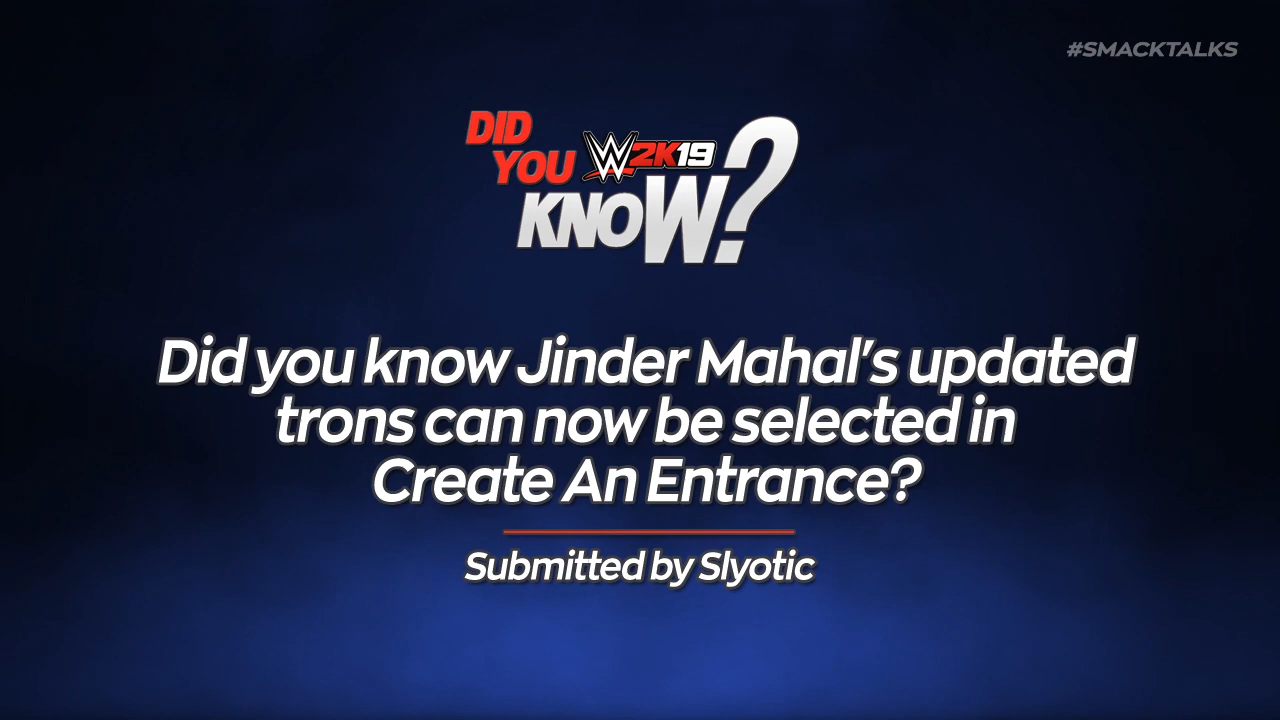 #SMACKTALKS
DID
YOU W 2K19
KNOW?
Did you know Jinder Mahal's updated
trons can now be selected in
Create An Entrance?
Submitted by Slyotic